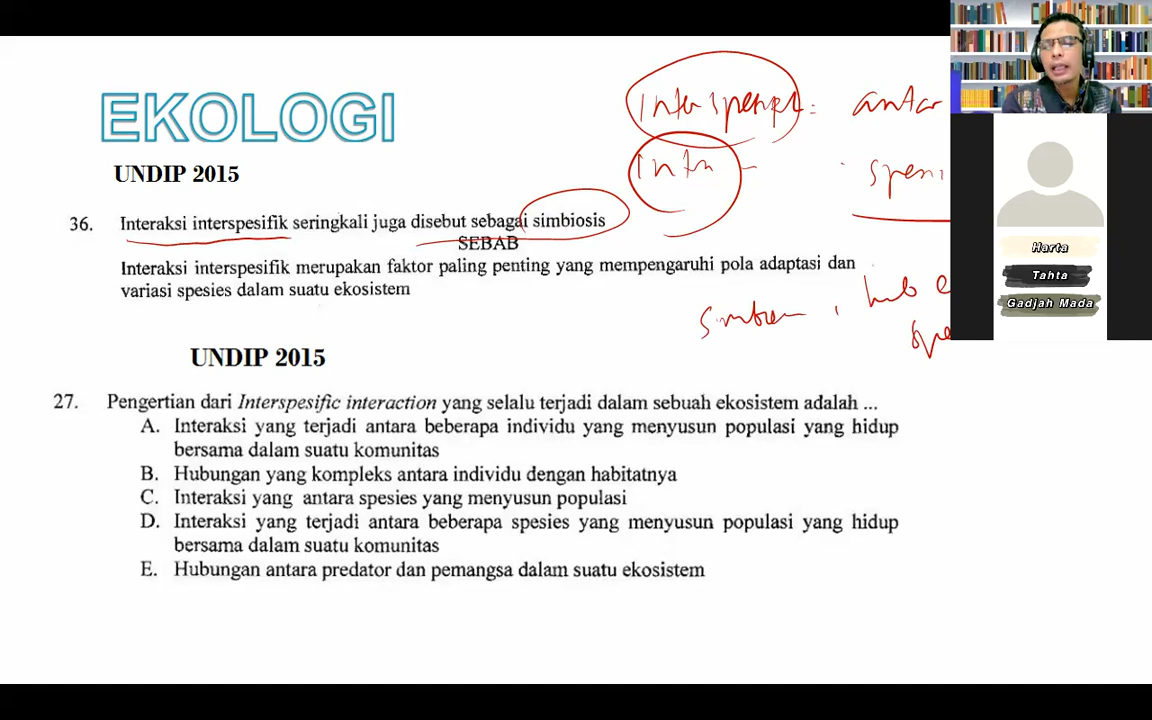 EKOLOGI
UNDIP 2015
36. Interaksi interspesifik seringkali juga disebut sebagai simbiosis
SEBAB
Interaksi interspesifik merupakan faktor paling penting yang mempengaruhi pola adaptasi dan
variasi spesies dalam suatu ekosistem
antar
hub
UNDIP 2015
27. Pengertian dari Interspesific interaction yang selalu terjadi dalam sebuah ekosistem adalah ...
A. Interaksi yang terjadi antara beberapa individu yang menyusun populasi yang hidup
bersama dalam suatu komunitas
B. Hubungan yang kompleks antara individu dengan habitatnya
C. Interaksi yang antara spesies yang menyusun populasi
D. Interaksi yang terjadi antara beberapa spesies yang menyusun populasi yang hidup
bersama dalam suatu komunitas
E. Hubungan antara predator dan pemangsa dalam suatu ekosistem
Harta
Tahta
Gadjah Mada